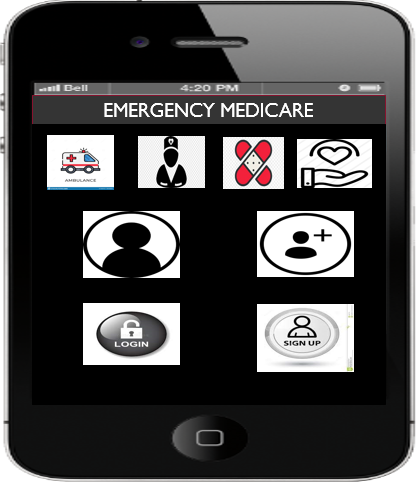 Bell 4:20 PM
EMERGENCY MEDICARE
AMBULANCE
LOGIN
SIGN UP